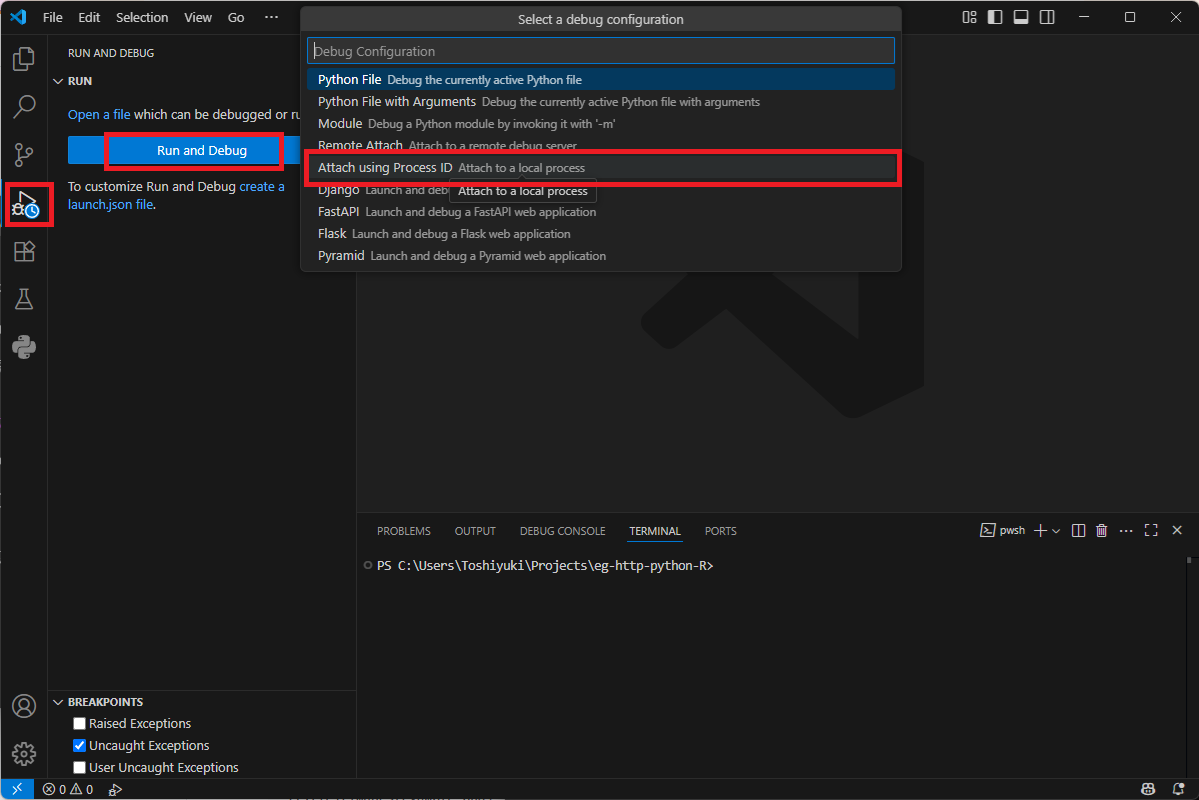 File Edit Selection View Go ···
Select a debug configuration
RUN AND DEBUG
RUN
Open a file which can be debugged or ru
Run and Debug
To customize Run and Debug create a
launch.json file.
Debug Configuration
Python File Debug the currently active Python file
Python File with Arguments Debug the currently active Python file with arguments
Module Debug a Python module by invoking it with '-m'
Remote Attach Attach to a remote debug server
Attach using Process ID Attach to a local process
Django Launch and deb
Attach to a local process
FastAPI Launch and debug a FastAPI web application
Flask Launch and debug a Flask web application
Pyramid Launch and debug a Pyramid web application
PROBLEMS OUTPUT DEBUG CONSOLE TERMINAL PORTS
pwsh
PS C:\Users\Toshiyuki\Projects\eg-http-python-R>
BREAKPOINTS
Raised Exceptions
Uncaught Exceptions
User Uncaught Exceptions
0 0